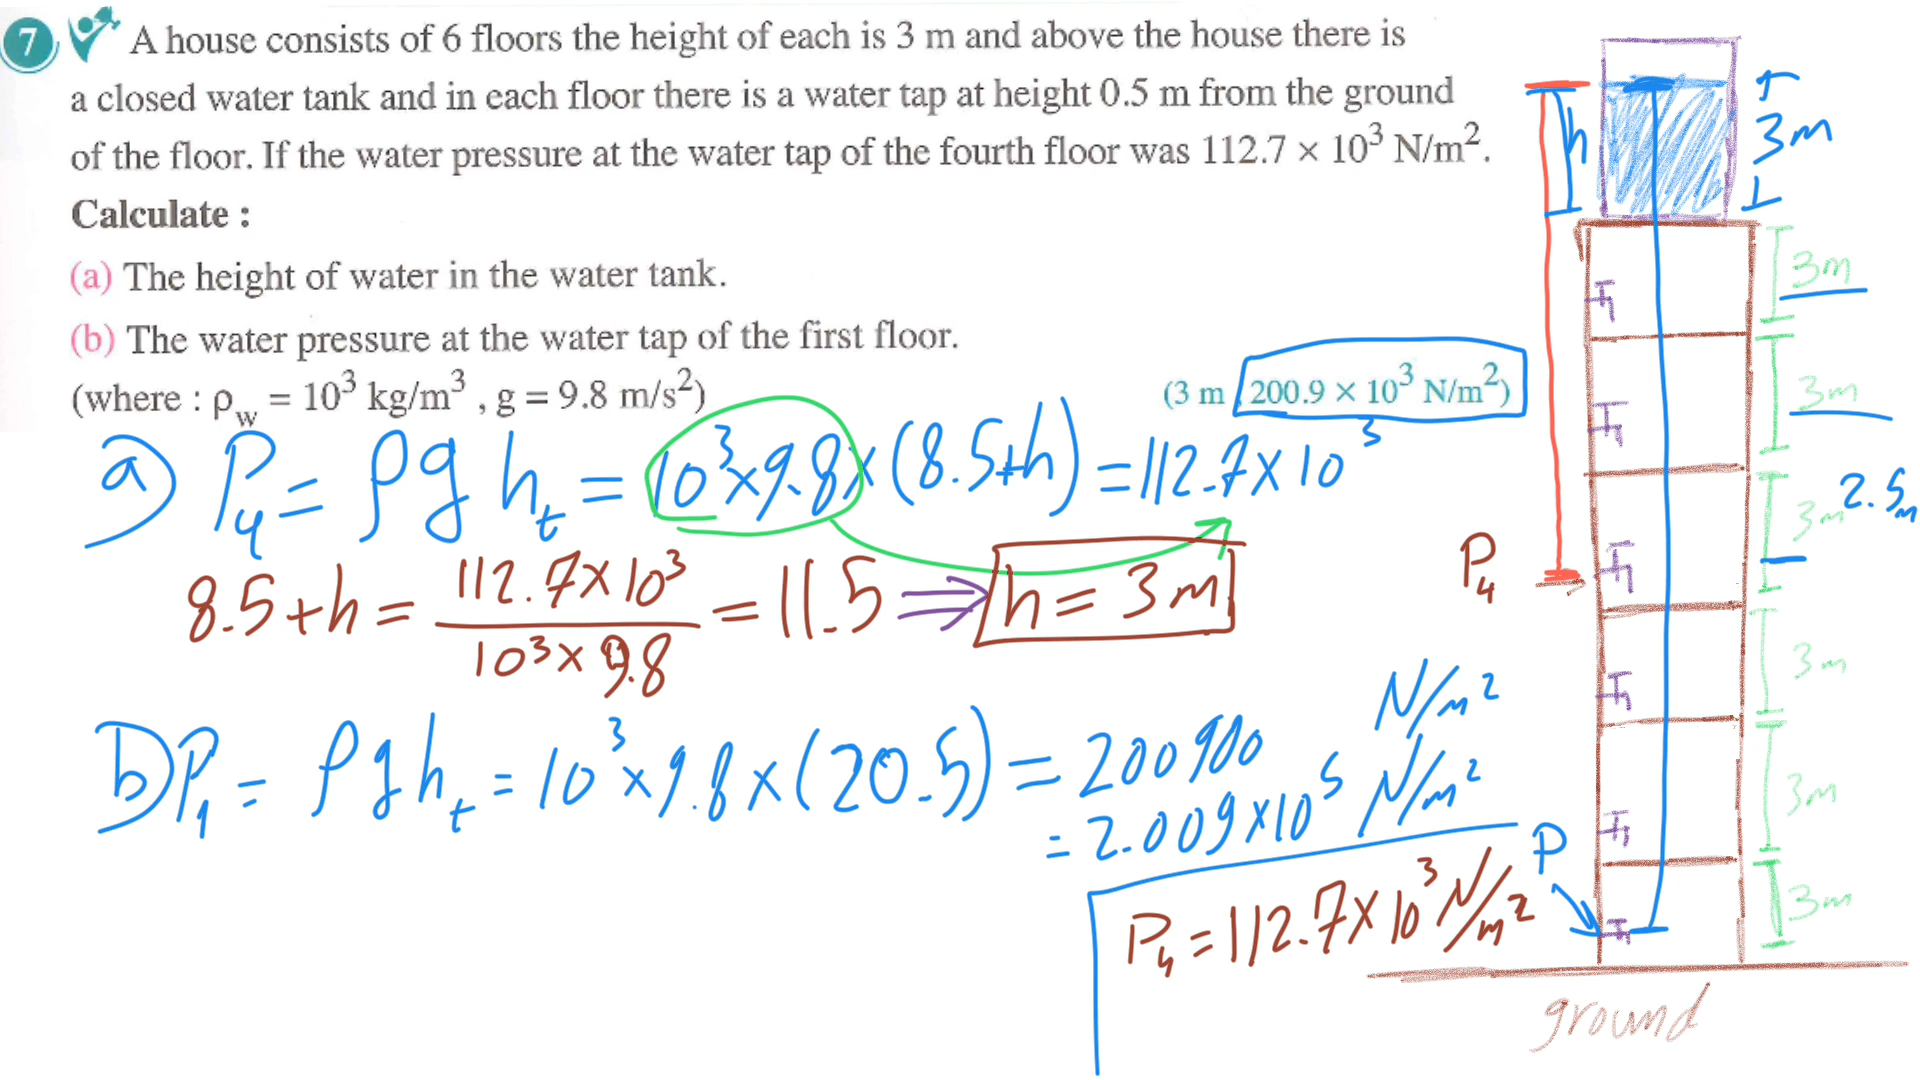 7 A house consists of 6 floors the height of each is 3 m and above the house there is
a closed water tank and in each floor there is a water tap at height 0.5 m from the ground
of the floor. If the water pressure at the water tap of the fourth floor was 112.7 × 10³ N/m².
Calculate :
(a) The height of water in the water tank.
(b) The water pressure at the water tap of the first floor.
(where : ρ_w = 10³ kg/m³ , g = 9.8 m/s²)
(3 m , 200.9 × 10³ N/m²)
a) P₄ = ρ g h_t = 10³×9.8×(8.5+h) = 112.7×10³
8.5+h = 112.7×10³ / 10³×9.8 = 11.5 ⇒ h = 3m
b) P₁ = ρ g h_t = 10³×9.8×(20.5) = 200900 N/m²
= 2.009×10⁵ N/m²
P₄ = 112.7×10³ N/m²
h
3m
3m
3m
3m 2.5m
P₄
3m
3m
P
3m
ground